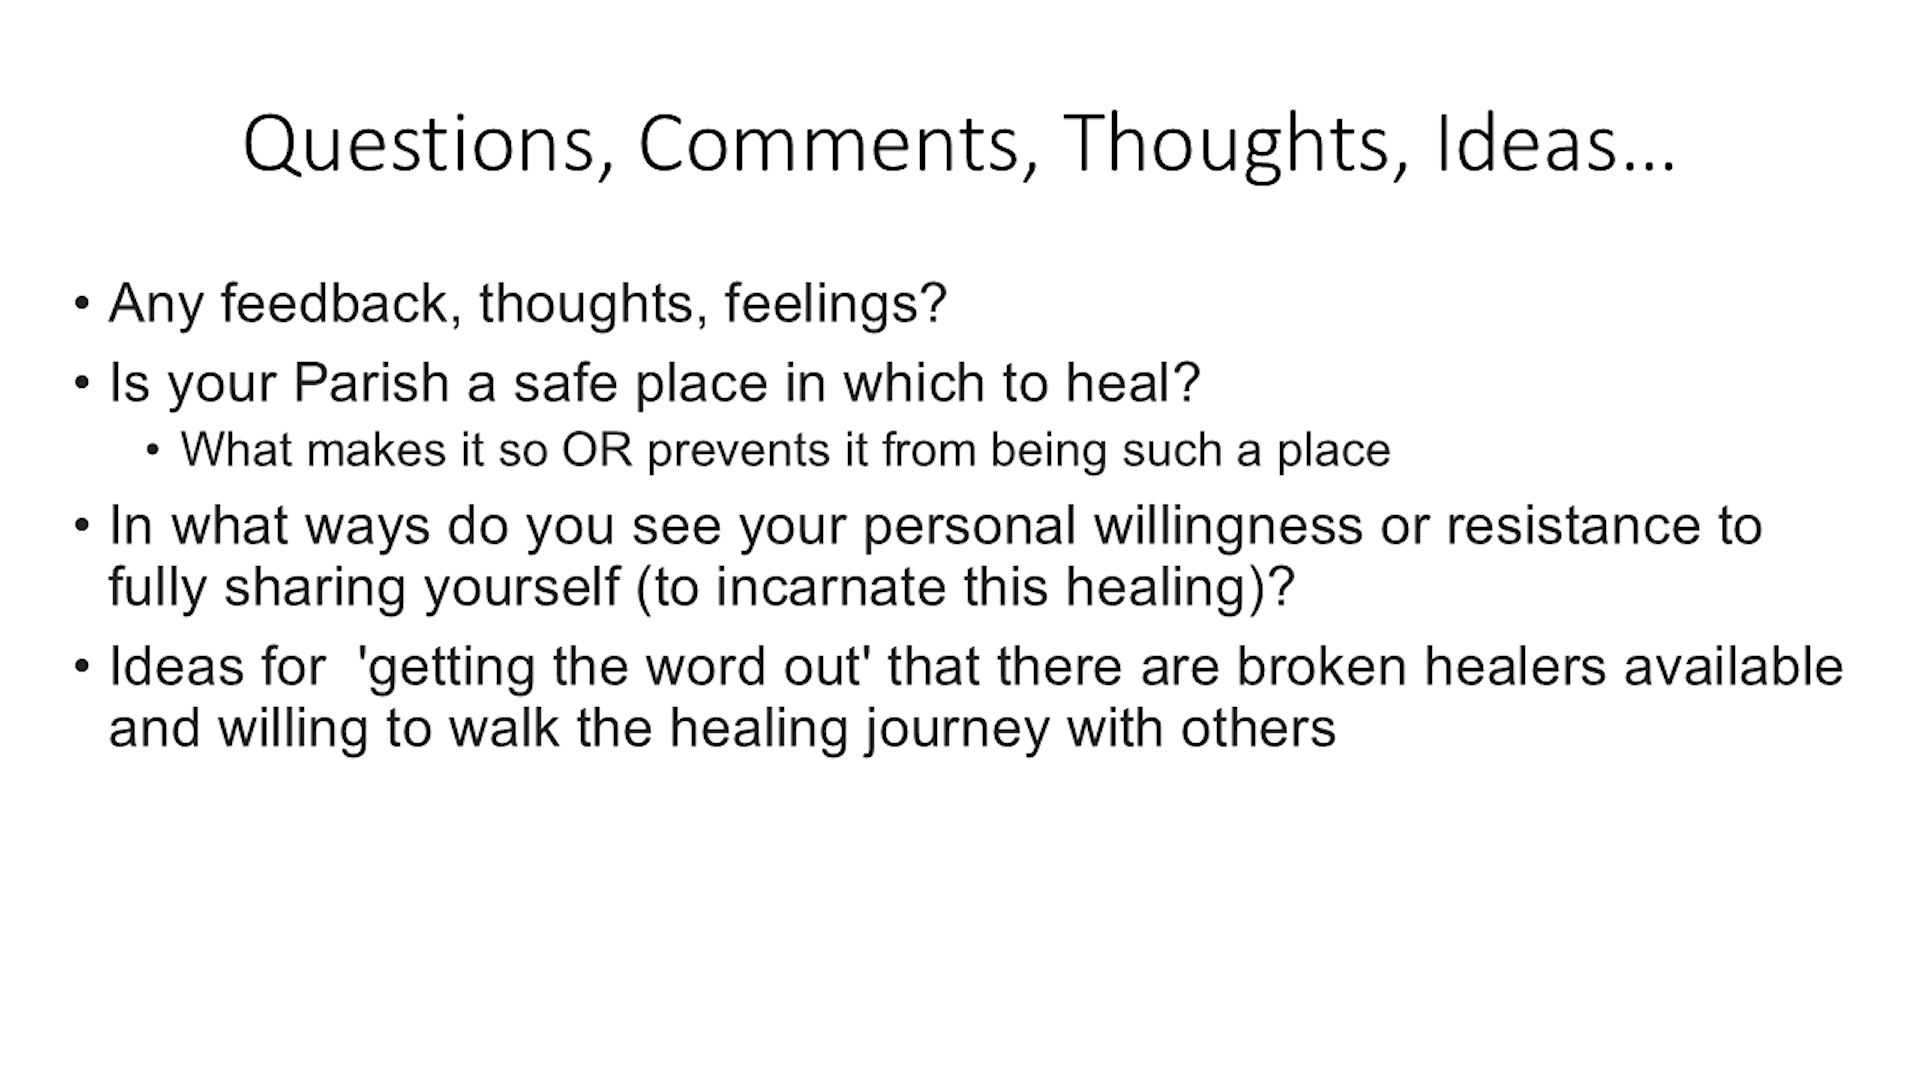 Questions, Comments, Thoughts, Ideas...
• Any feedback, thoughts, feelings?
• Is your Parish a safe place in which to heal?
• What makes it so OR prevents it from being such a place
• In what ways do you see your personal willingness or resistance to
fully sharing yourself (to incarnate this healing)?
• Ideas for  'getting the word out' that there are broken healers available
and willing to walk the healing journey with others